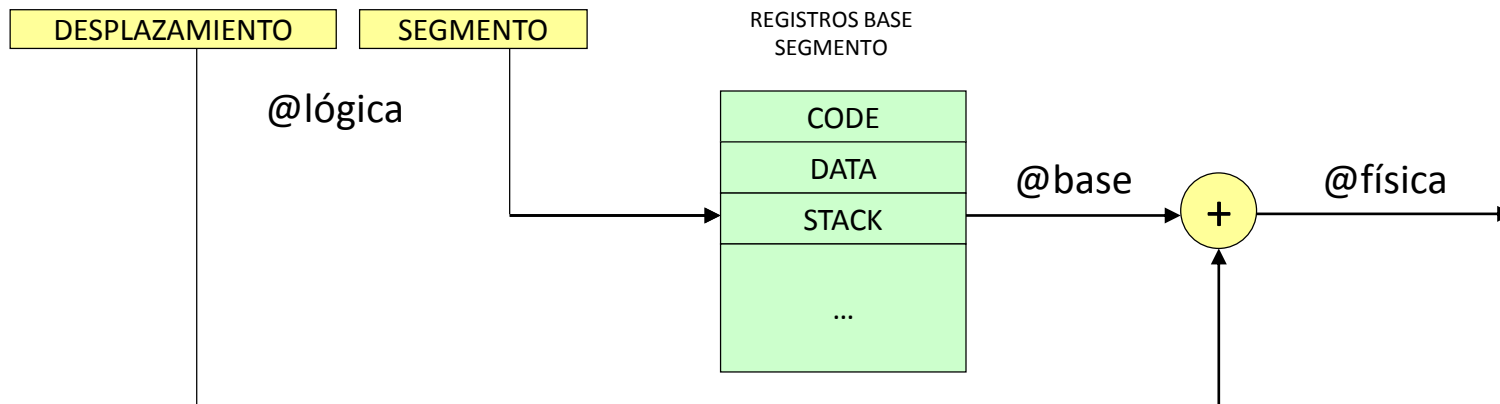 DESPLAZAMIENTO
SEGMENTO
REGISTROS BASE
SEGMENTO
@lógica
CODE
DATA
STACK
...
@base
+
@física